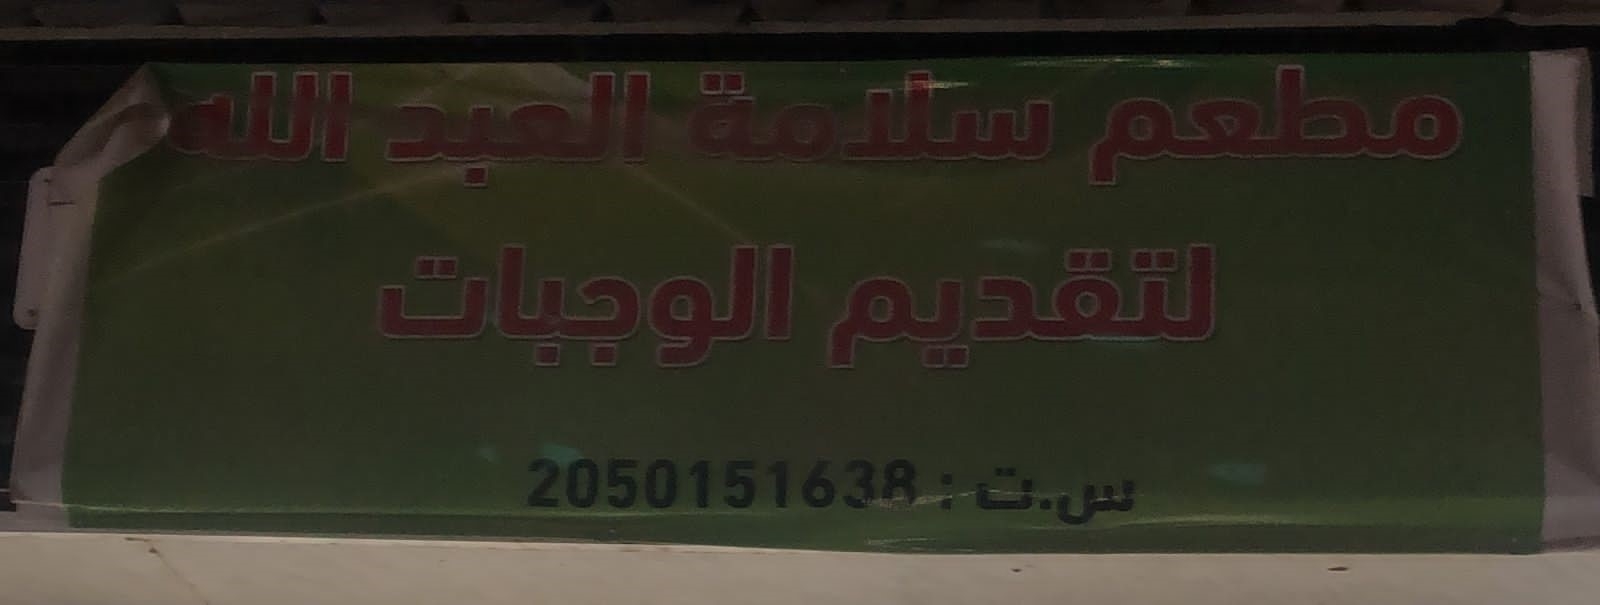 مطعم سلامة العبد الله
لتقديم الوجبات
س.ت : 2050151638